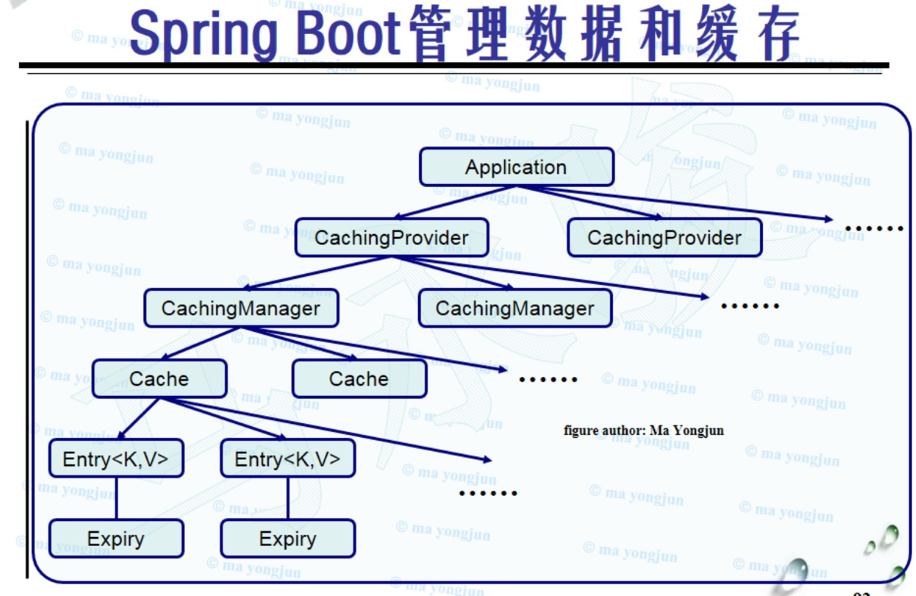 Spring Boot管理数据和缓存
Application
CachingProvider
CachingProvider
......
CachingManager
CachingManager
......
Cache
Cache
......
figure author: Ma Yongjun
Entry<K,V>
Entry<K,V>
......
Expiry
Expiry
© ma yongjun